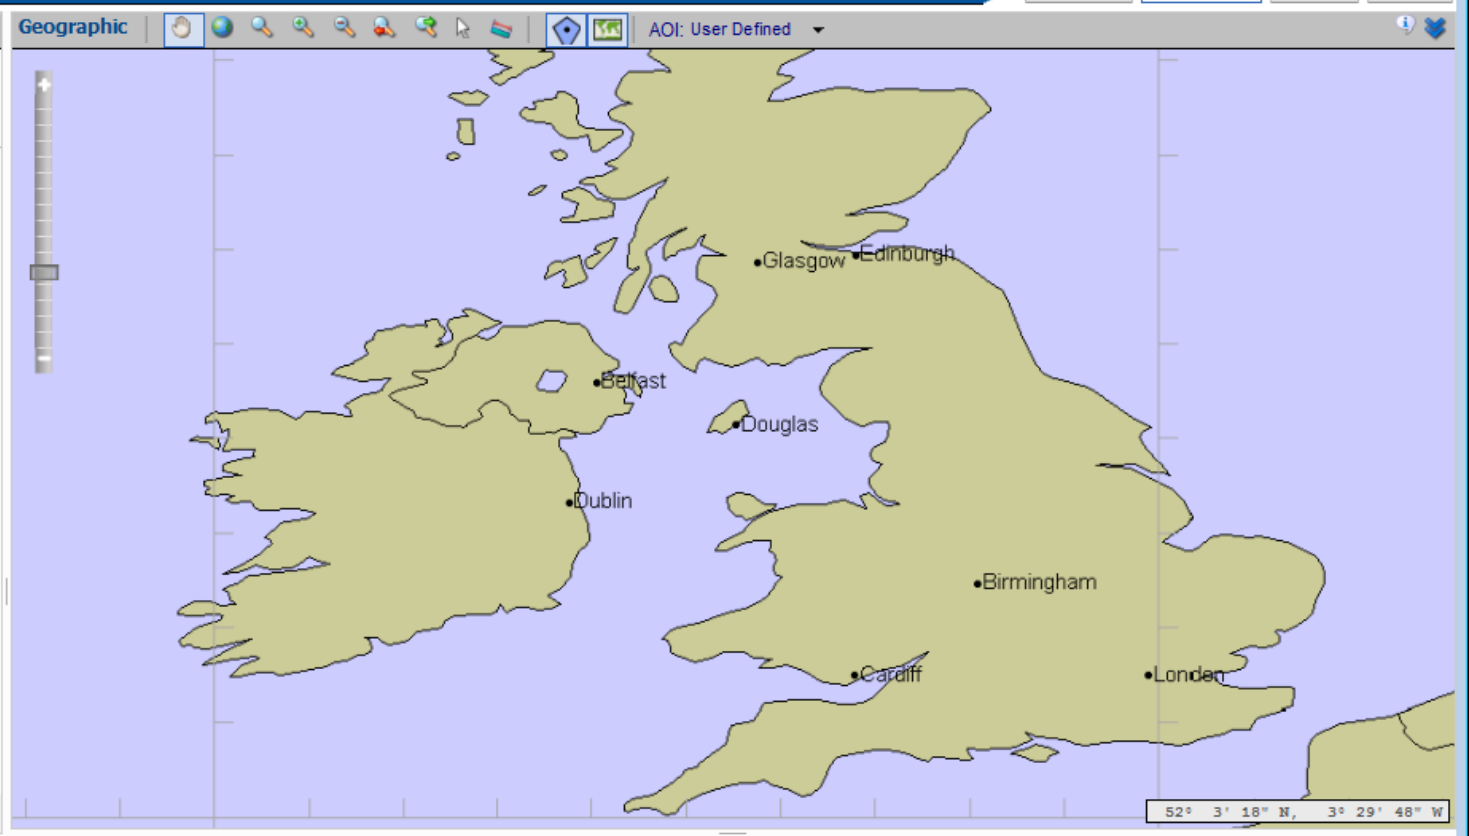 Geographic
AOI: User Defined
Glasgow
Edinburgh
Belfast
Douglas
Dublin
Birmingham
Cardiff
London
52° 3' 18" N, 3° 29' 48" W